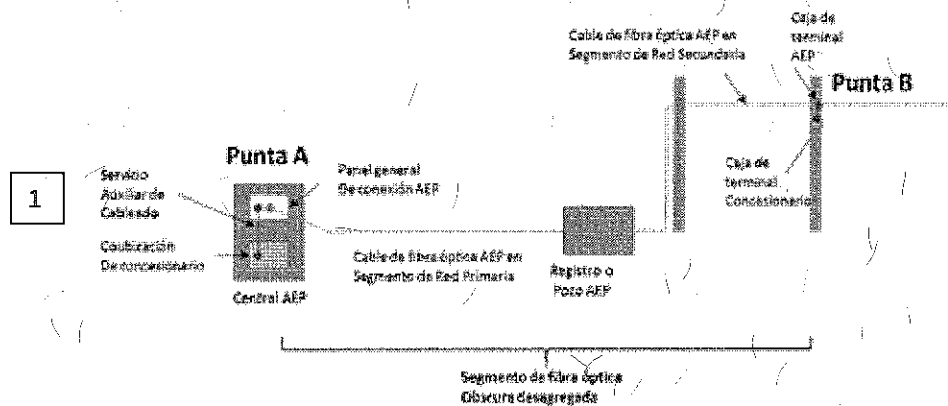 Cable de fibra óptica AEP en
Segmento de Red Secundaria
Caja de
terminal
AEP
Punta B
Punta A
Servicio
Auxiliar de
Cableado
Panel general
De conexión AEP
1
Caja de
terminal
Concesionario
Coubicación
De concesionario
Cable de fibra óptica AEP en
Segmento de Red Primaria
Registro o
Pozo AEP
Central AEP
Segmento de fibra óptica
Obscura desagregada